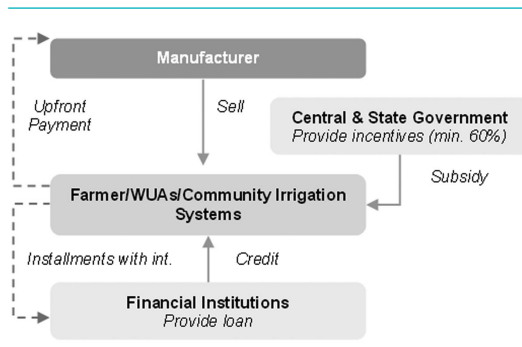 Manufacturer
Upfront
Payment
Sell
Central & State Government
Provide incentives (min. 60%)
Subsidy
Farmer/WUAs/Community Irrigation
Systems
Installments with int.
Credit
Financial Institutions
Provide loan